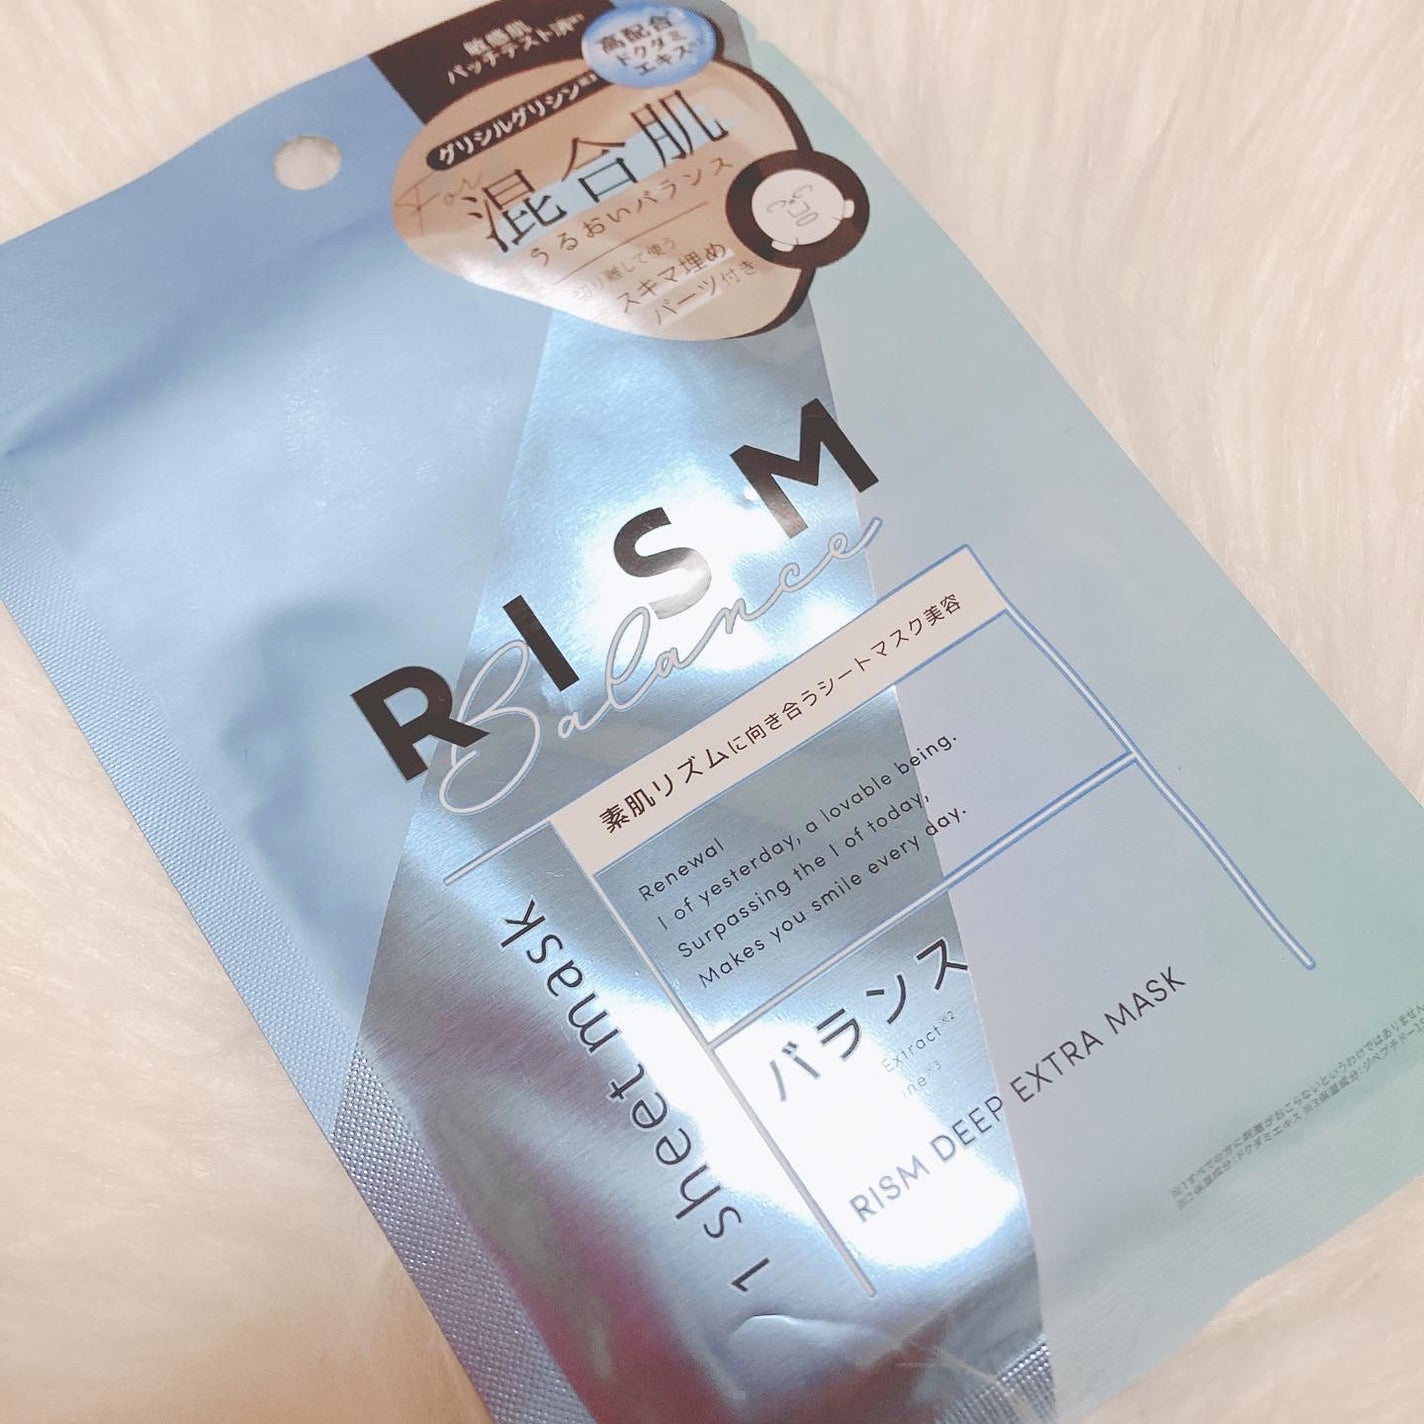 敏感肌
パッチテスト済
高配合
ドクダミ
エキス
グリシルグリシン
For
混合肌
うるおいバランス
切り離して使う
スキマ埋め
パーツ付き
RISM
Balance
素肌リズムに向き合うシートマスク美容
Renewal
I of yesterday, a lovable being.
Surpassing the I of today,
Makes you smile every day.
バランス
Extract※2
ine※3
RISM DEEP EXTRA MASK
1 sheet mask